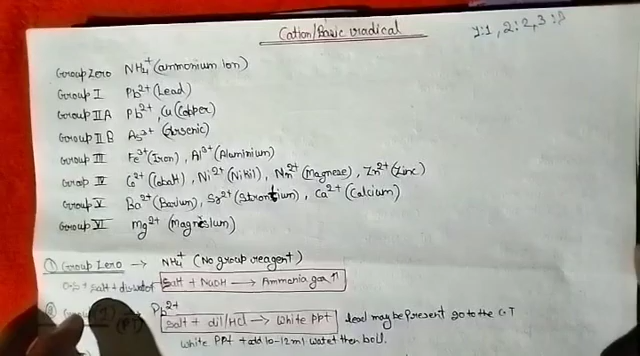 Cation/Basic radical
1:1, 2:2, 3:
Group Zero NH4+ (ammonium Ion)
Group I Pb2+ (Lead)
Group II A Pb2+, Cu (Copper)
Group II B As3+ (Arsenic)
Group III Fe3+ (Iron), Al3+ (Aluminium)
Group IV Co2+ (Cobalt), Ni2+ (Nikil), Mn2+ (Magnese), Zn2+ (Zinc)
Group V Ba2+ (Barium), Sr2+ (Strontium), Ca2+ (Calcium)
Group VI Mg2+ (Magneslum)
① Group Zero → NH4+ (No group reagent)
salt + dis water Salt + NaOH → Ammonia gas ↑
Pb2+
Salt + dil/HCl → White PPt lead may be present go to the C.T
White PPt + add 10-12 ml water then boil.